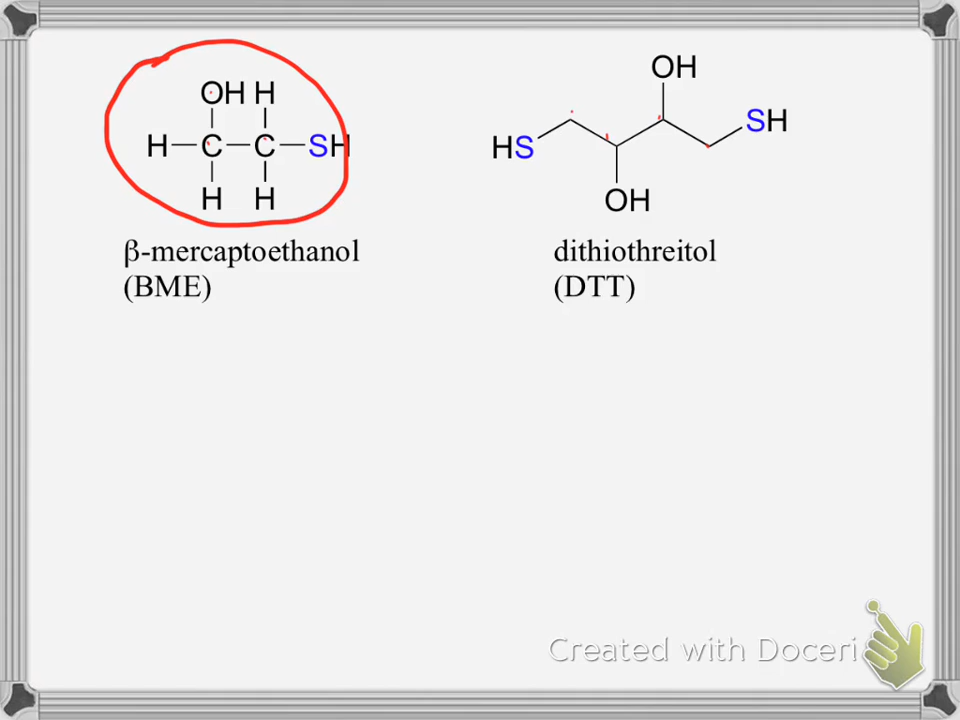 OH H
H C C SH
H H
β-mercaptoethanol
(BME)
OH
HS SH
OH
dithiothreitol
(DTT)
Created with Doceri